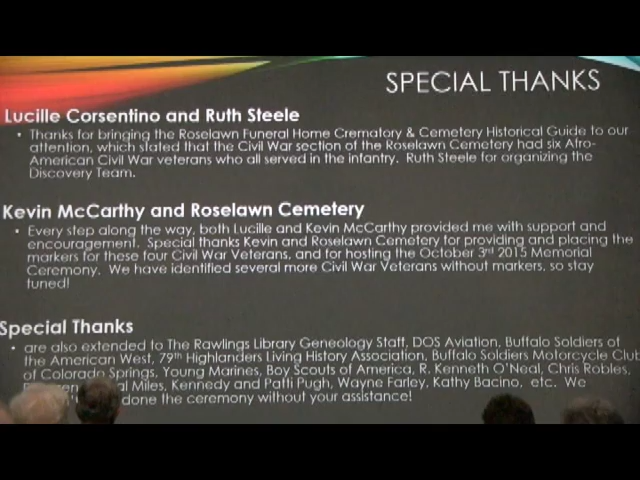 SPECIAL THANKS
Lucille Corsentino and Ruth Steele
• Thanks for bringing the Roselawn Funeral Home Crematory & Cemetery Historical Guide to our
attention, which stated that the Civil War section of the Roselawn Cemetery had six Afro-
American Civil War veterans who all served in the infantry. Ruth Steele for organizing the
Discovery Team.
Kevin McCarthy and Roselawn Cemetery
• Every step along the way, both Lucille and Kevin McCarthy provided me with support and
encouragement. Special thanks Kevin and Roselawn Cemetery for providing and placing the
markers for these four Civil War Veterans, and for hosting the October 3rd 2015 Memorial
Ceremony. We have identified several more Civil War Veterans without markers, so stay
tuned!
Special Thanks
• are also extended to The Rawlings Library Geneology Staff, DOS Aviation, Buffalo Soldiers of
the American West, 79th Highlanders Living History Association, Buffalo Soldiers Motorcycle Club
of Colorado Springs, Young Marines, Boy Scouts of America, R. Kenneth O'Neal, Chris Robles,
Miles, Kennedy and Patti Pugh, Wayne Farley, Kathy Bacino, etc. We
done the ceremony without your assistance!